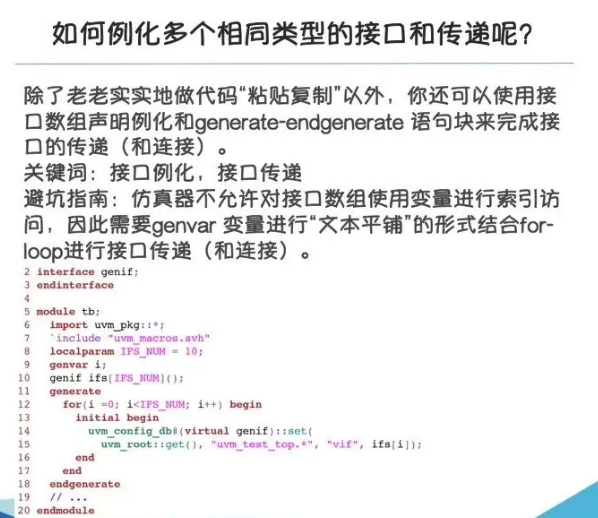 如何例化多个相同类型的接口和传递呢?
除了老老实实地做代码“粘贴复制”以外，你还可以使用接
口数组声明例化和generate-endgenerate 语句块来完成接
口的传递（和连接）。
关键词：接口例化，接口传递
避坑指南：仿真器不允许对接口数组使用变量进行索引访
问，因此需要genvar 变量进行“文本平铺”的形式结合for-
loop进行接口传递（和连接）。
2 interface genif;
3 endinterface
4
5 module tb;
6 import uvm_pkg::*;
7 `include "uvm_macros.svh"
8 localparam IFS_NUM = 10;
9 genvar i;
10 genif ifs[IFS_NUM]();
11 generate
12 for(i =0; i<IFS_NUM; i++) begin
13 initial begin
14 uvm_config_db#(virtual genif)::set(
15 uvm_root::get(), "uvm_test_top.*", "vif", ifs[i]);
16 end
17 end
18 endgenerate
19 // ...
20 endmodule